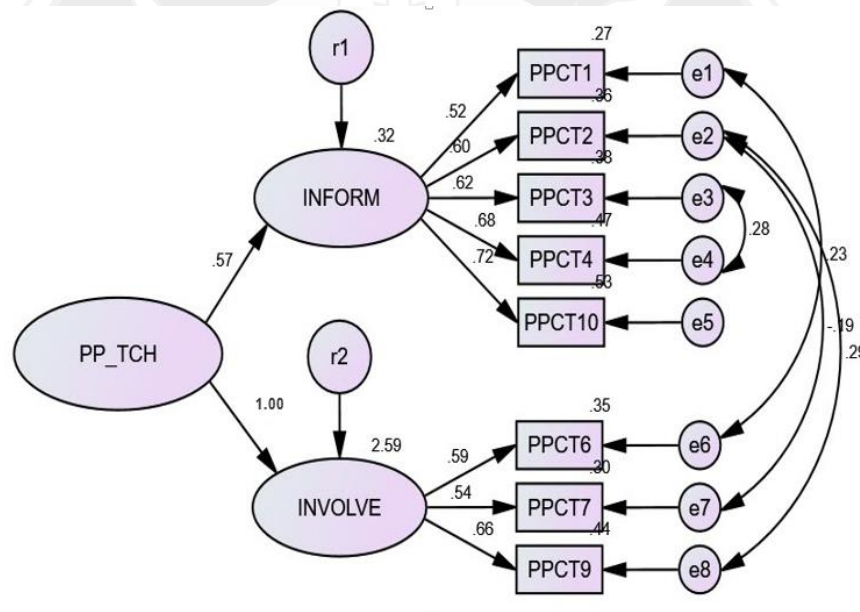 .27
r1
PPCT1
e1
.36
.52
.32
.60
PPCT2
e2
.38
INFORM
.62
PPCT3
e3
.47
.68
.28
.57
.72
PPCT4
e4
.23
.53
PPCT10
e5
-.19
PP_TCH
r2
.29
1.00
.35
2.59
.59
PPCT6
e6
.30
INVOLVE
.54
PPCT7
e7
.44
.66
PPCT9
e8